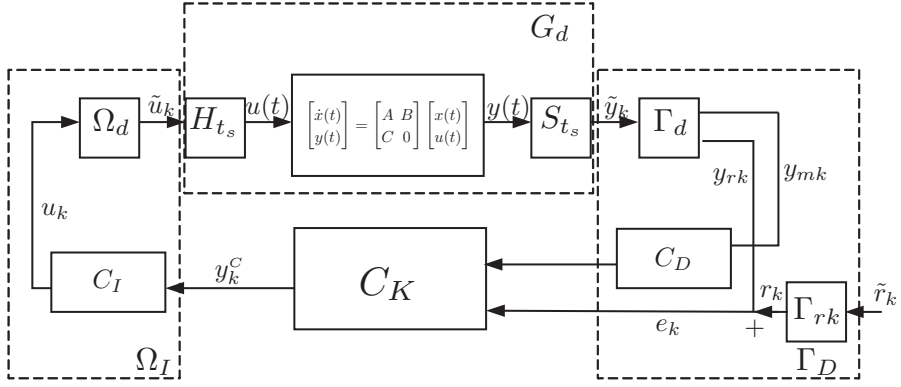 G_d
Ω_d
ũ_k
H_{t_s}
u(t)
[ẋ(t) y(t)] = [A B C 0] [x(t) u(t)]
y(t)
S_{t_s}
ỹ_k
Γ_d
y_{rk}
y_{mk}
u_k
C_I
y_k^C
C_K
C_D
r_k
Γ_{rk}
r̃_k
e_k
+
Ω_I
Γ_D